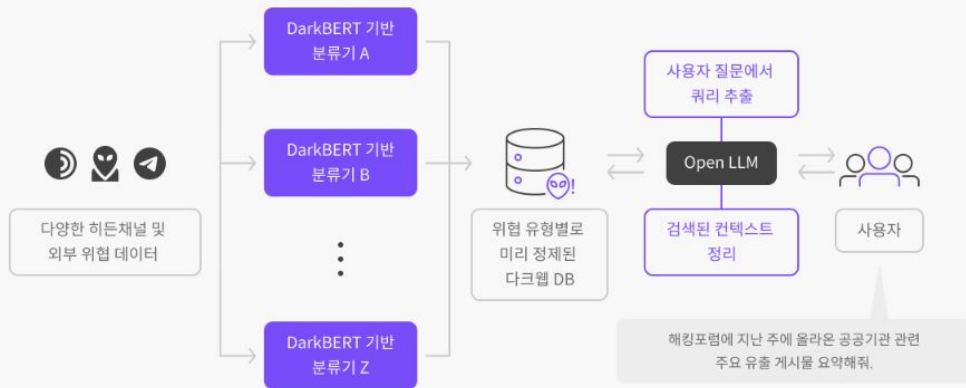 DarkBERT 기반
분류기 A
사용자 질문에서
쿼리 추출
DarkBERT 기반
분류기 B
Open LLM
다양한 히든채널 및
외부 위협 데이터
위협 유형별로
미리 정제된
다크웹 DB
검색된 컨텍스트
정리
사용자
DarkBERT 기반
분류기 Z
해킹포럼에 지난 주에 올라온 공공기관 관련
주요 유출 게시물 요약해줘.